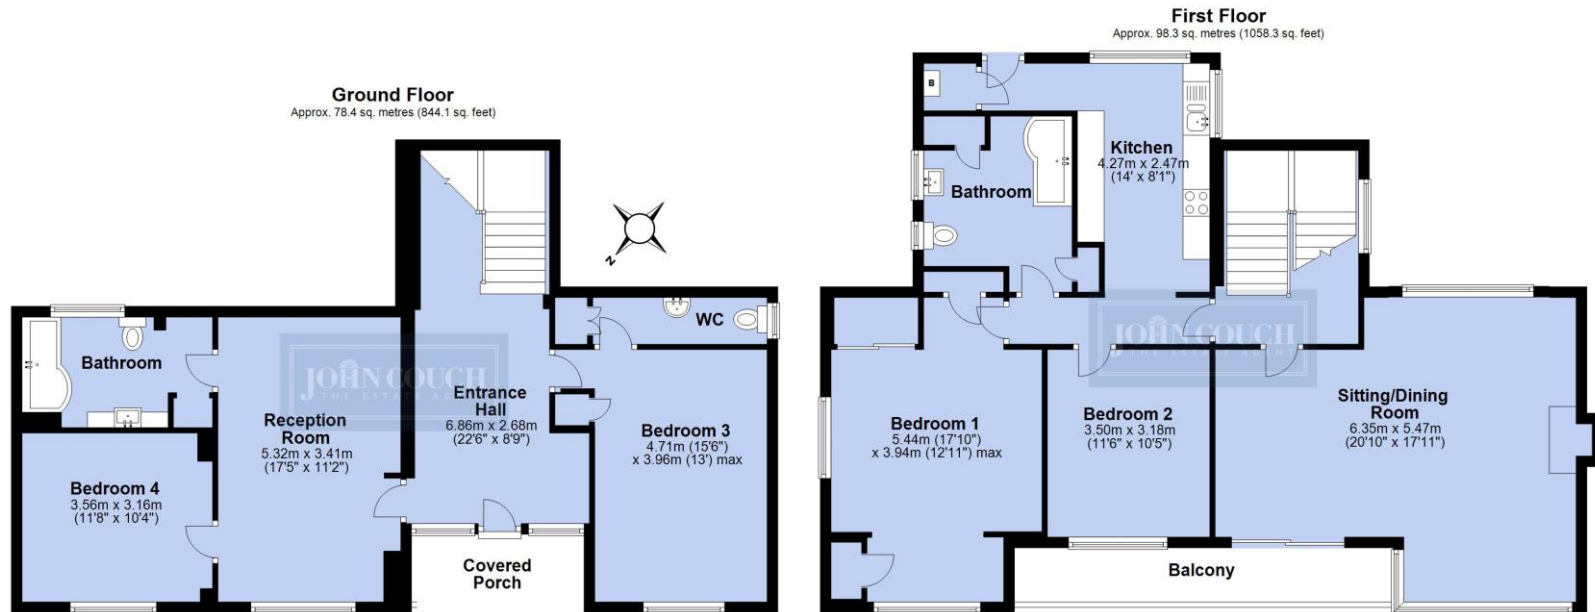 Ground Floor
Approx. 78.4 sq. metres (844.1 sq. feet)
N
Bathroom
Reception
Room
5.32m x 3.41m
(17'5" x 11'2")
Bedroom 4
3.56m x 3.16m
(11'8" x 10'4")
Entrance
Hall
6.86m x 2.68m
(22'6" x 8'9")
WC
Bedroom 3
4.71m (15'6")
x 3.96m (13') max
Covered
Porch
JOHN COUCH
THE ESTATE AGENT
First Floor
Approx. 98.3 sq. metres (1058.3 sq. feet)
B
Kitchen
4.27m x 2.47m
(14' x 8'1")
Bathroom
JOHN COUCH
THE ESTATE AGENT
Bedroom 1
5.44m (17'10")
x 3.94m (12'11") max
Bedroom 2
3.50m x 3.18m
(11'6" x 10'5")
Sitting/Dining
Room
6.35m x 5.47m
(20'10" x 17'11")
Balcony